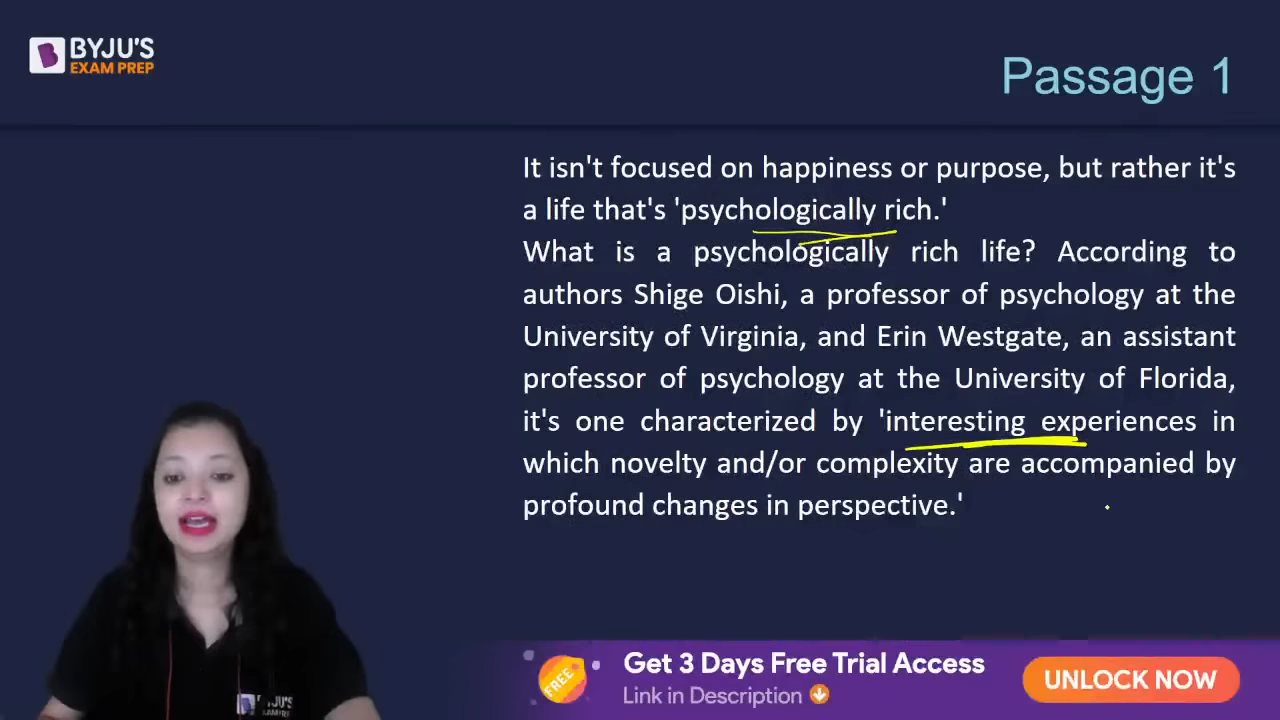 BYJU'S
EXAM PREP
Passage 1
It isn't focused on happiness or purpose, but rather it's
a life that's 'psychologically rich.'
What is a psychologically rich life? According to
authors Shige Oishi, a professor of psychology at the
University of Virginia, and Erin Westgate, an assistant
professor of psychology at the University of Florida,
it's one characterized by 'interesting experiences in
which novelty and/or complexity are accompanied by
profound changes in perspective.'
BYJU'S
FREE
Get 3 Days Free Trial Access
Link in Description
UNLOCK NOW